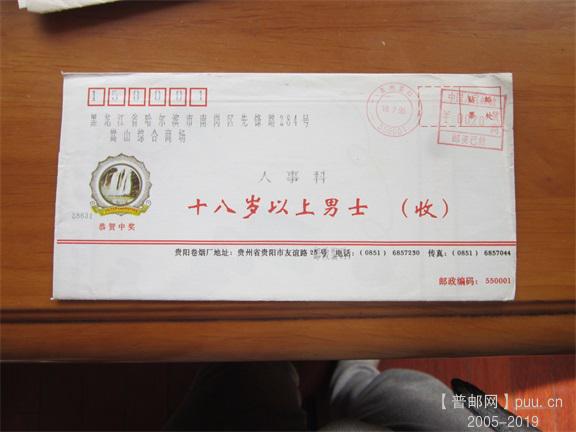 150001
黑龙江省哈尔滨市南岗区先锋路284号
嵩山综合商场
人事科
十八岁以上男士 (收)
28631
恭贺中奖
贵阳卷烟厂地址:贵州省贵阳市友谊路25号 电话:(0851) 6857230 传真:(0851) 6857044
邮政编码:550001
【普邮网】puu.cn
2005-2019